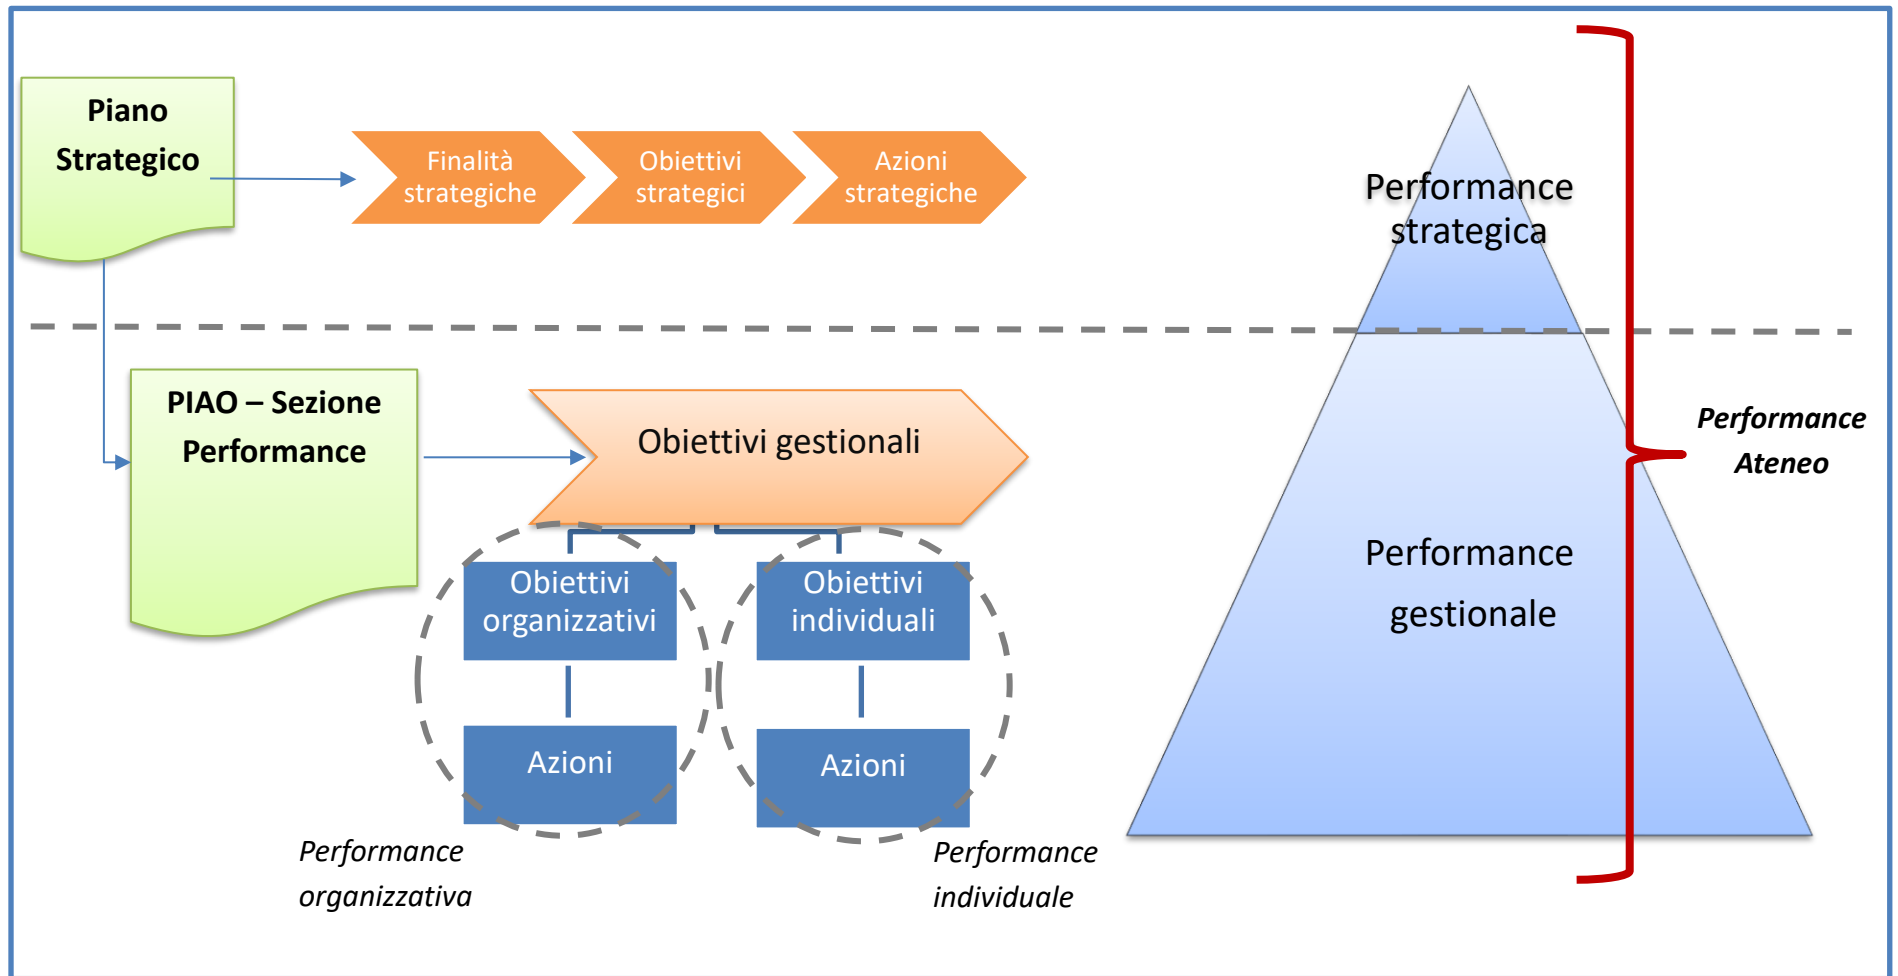 Piano
Strategico
Finalità
strategiche
Obiettivi
strategici
Azioni
strategiche
Performance
strategica
PIAO – Sezione
Performance
Obiettivi gestionali
Obiettivi
organizzativi
Obiettivi
individuali
Azioni
Azioni
Performance
organizzativa
Performance
individuale
Performance
gestionale
Performance
Ateneo